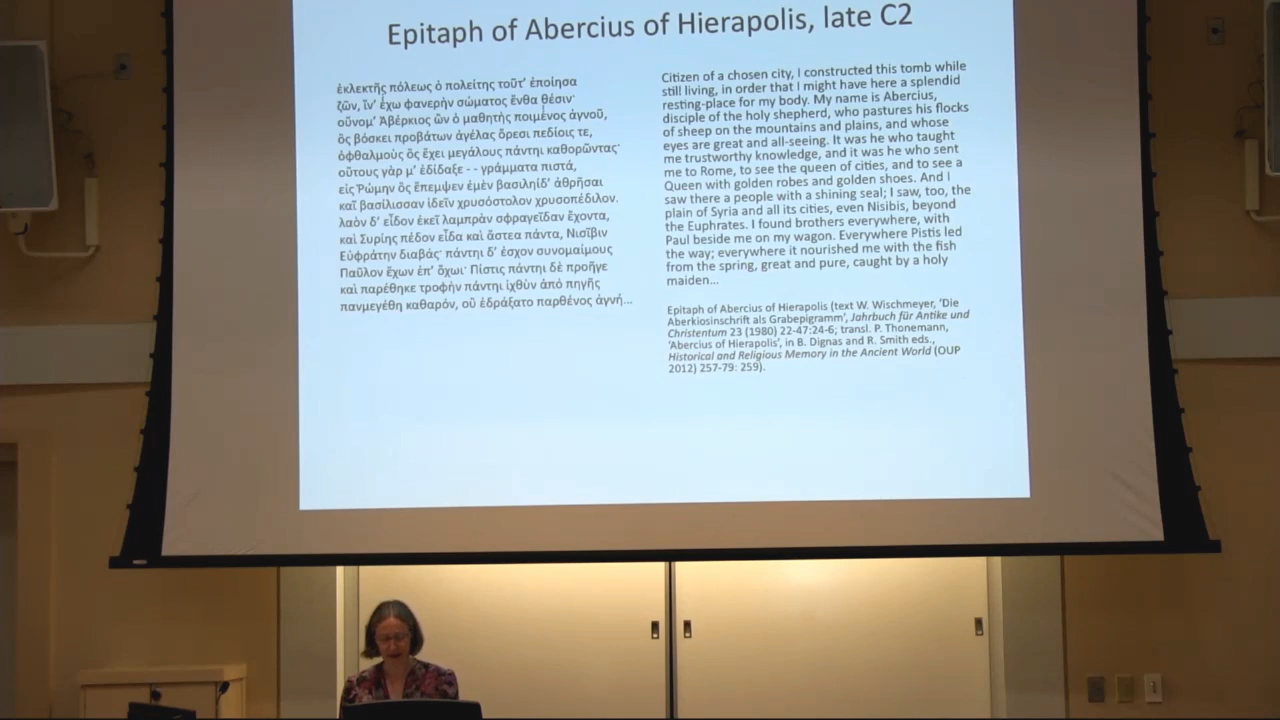 Epitaph of Abercius of Hierapolis, late C2
ἐκλεκτῆς πόλεως ὁ πολείτης τοῦτ’ ἐποίησα
ζῶν, ἵν’ ἔχω φανερὴν σώματος ἔνθα θέσιν·
οὔνομ’ Ἀβέρκιος ὢν ὁ μαθητὴς ποιμένος ἁγνοῦ,
ὃς βόσκει προβάτων ἀγέλας ὄρεσι πεδίοις τε,
ὀφθαλμοὺς ὃς ἔχει μεγάλους πάντηι καθορῶντας·
οὗτους γὰρ μ’ ἐδίδαξε - - γράμματα πιστά,
εἰς Ῥώμην ὃς ἔπεμψεν ἐμὲν βασιληίδ’ ἀθρῆσαι
καῖ βασίλισσαν ἰδεῖν χρυσόστολον χρυσοπέδιλον.
λαὸν δ’ εἶδον ἐκεῖ λαμπρὰν σφραγεῖδαν ἔχοντα,
καὶ Συρίης πέδον εἶδα καὶ ἄστεα πάντα, Νισῖβιν
Εὐφράτην διαβάς· πάντηι δ’ ἔσχον συνομαίμους
Παῦλον ἔχων ἐπ’ ὄχωι· Πίστις πάντηι δὲ προῆγε
καὶ παρέθηκε τροφὴν πάντηι ἰχθὺν ἀπὸ πηγῆς
πανμεγέθη καθαρόν, οὗ ἐδράξατο παρθένος ἁγνή...
Citizen of a chosen city, I constructed this tomb while
still living, in order that I might have here a splendid
resting-place for my body. My name is Abercius,
disciple of the holy shepherd, who pastures his flocks
of sheep on the mountains and plains, and whose
eyes are great and all-seeing. It was he who taught
me trustworthy knowledge, and it was he who sent
me to Rome, to see the queen of cities, and to see a
Queen with golden robes and golden shoes. And I
saw there a people with a shining seal; I saw, too, the
plain of Syria and all its cities, even Nisibis, beyond
the Euphrates. I found brothers everywhere, with
Paul beside me on my wagon. Everywhere Pistis led
the way; everywhere it nourished me with the fish
from the spring, great and pure, caught by a holy
maiden...
Epitaph of Abercius of Hierapolis (text W. Wischmeyer, ‘Die
Aberkiosinschrift als Grabepigramm’, Jahrbuch für Antike und
Christentum 23 (1980) 22-47:24-6; transl. P. Thonemann,
‘Abercius of Hierapolis’, in B. Dignas and R. Smith eds.,
Historical and Religious Memory in the Ancient World (OUP
2012) 257-79: 259).